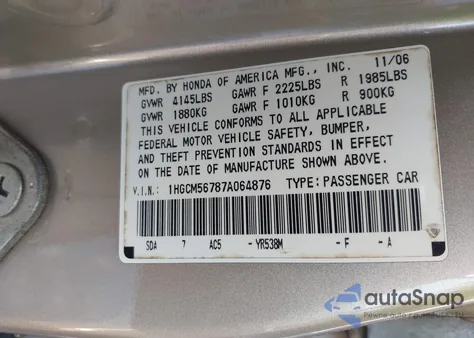 MFD. BY HONDA OF AMERICA MFG., INC. 11/06
GVWR 4145LBS GAWR F 2225LBS R 1985LBS
GVWR 1880KG GAWR F 1010KG R 900KG
THIS VEHICLE CONFORMS TO ALL APPLICABLE
FEDERAL MOTOR VEHICLE SAFETY, BUMPER,
AND THEFT PREVENTION STANDARDS IN EFFECT
ON THE DATE OF MANUFACTURE SHOWN ABOVE.
V.I.N: 1HGCM56787A064876 TYPE: PASSENGER CAR
SDA 7 AC5 -YR538M -F -A
autoSnap